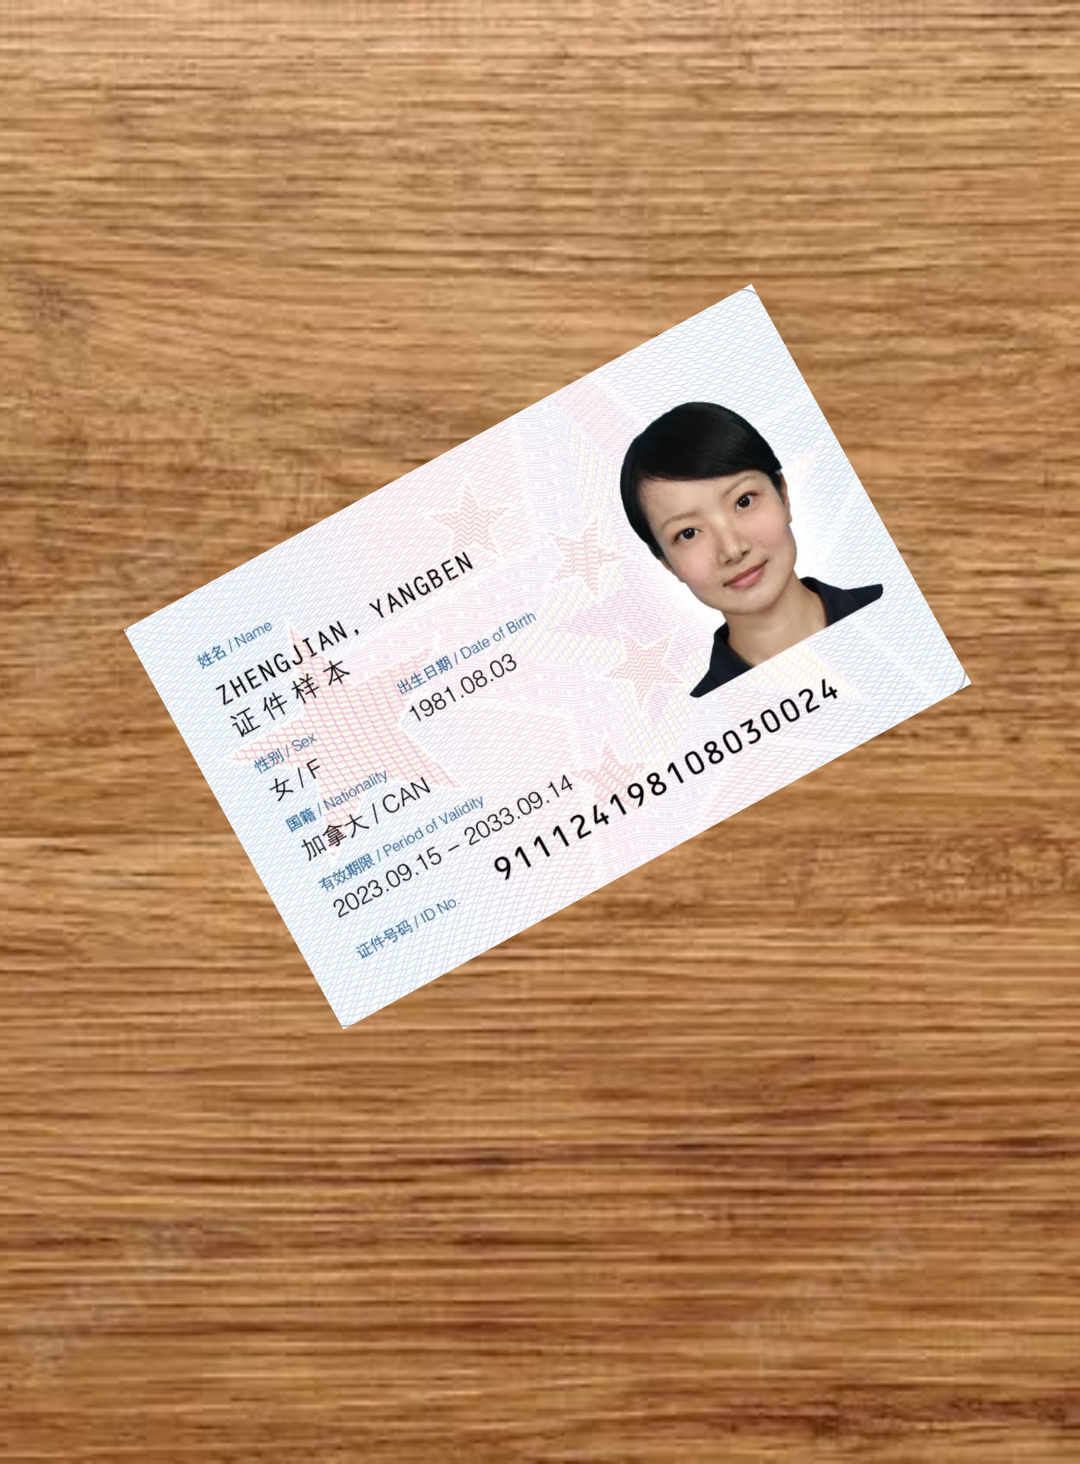 姓名 / Name
ZHENGJIAN, YANGBEN
证件样本
性别 / Sex
女 / F
出生日期 / Date of Birth
1981.08.03
国籍 / Nationality
加拿大 / CAN
有效期限 / Period of Validity
2023.09.15 – 2033.09.14
证件号码 / ID No.
911124198108030024